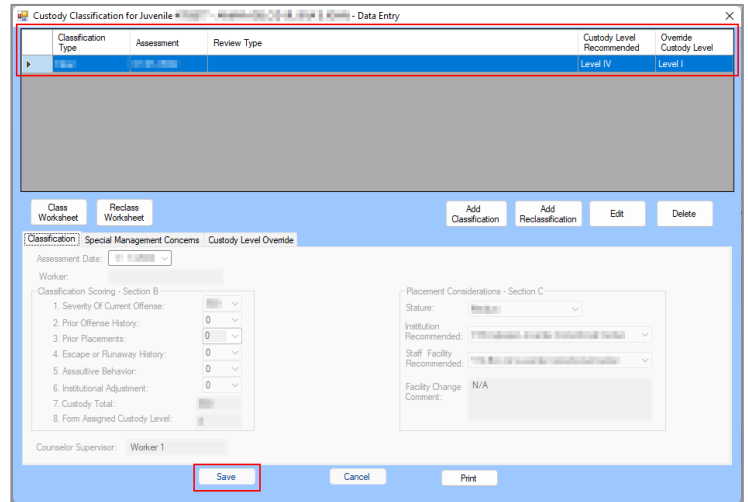 Custody Classification for Juvenile - Data Entry
Classification Type Assessment Review Type Custody Level Recommended Override Custody Level
Level IV Level I
Class Worksheet Reclass Worksheet Add Classification Add Reclassification Edit Delete
Classification Special Management Concerns Custody Level Override
Assessment Date:
Worker:
Classification Scoring - Section B
1. Severity Of Current Offense:
2. Prior Offense History: 0
3. Prior Placements: 0
4. Escape or Runaway History: 0
5. Assaultive Behavior: 0
6. Institutional Adjustment: 0
7. Custody Total:
8. Form Assigned Custody Level:
Placement Considerations - Section C
Stature:
Institution Recommended:
Staff Facility Recommended:
Facility Change Comment: N/A
Counselor Supervisor: Worker 1
Save Cancel Print